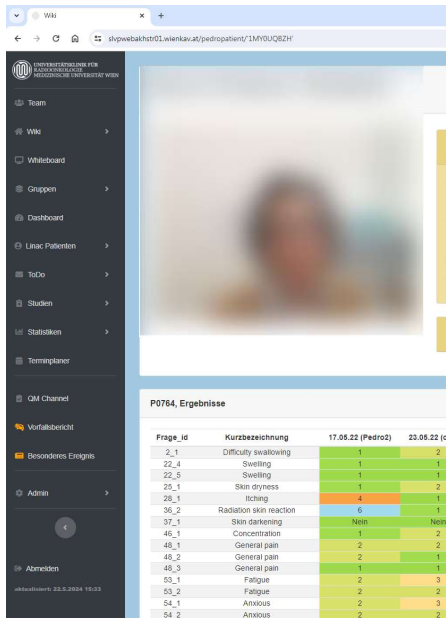 Wiki
slvpwebakhstr01.wienkav.at/pedropatient/'1MY0UQ8ZH'
UNIVERSITÄTSKLINIK FÜR
RADIOONKOLOGIE
MEDIZINISCHE UNIVERSITÄT WIEN
Team
Wiki
Whiteboard
Gruppen
Dashboard
Linac Patienten
ToDo
Studien
Statistiken
Terminplaner
QM Channel
Vorfallsbericht
Besonderes Ereignis
Admin
Abmelden
aktualisiert: 22.5.2024 15:33
P0764, Ergebnisse
Frage_id Kurzbezeichnung 17.05.22 (Pedro2) 23.05.22 (
2_1 Difficulty swallowing 1 2
22_4 Swelling 1 1
22_5 Swelling 1 1
25_1 Skin dryness 1 2
28_1 Itching 4 1
36_2 Radiation skin reaction 6 1
37_1 Skin darkening Nein Nein
46_1 Concentration 1 2
48_1 General pain 2 2
48_2 General pain 2 1
48_3 General pain 1 1
53_1 Fatigue 2 3
53_2 Fatigue 2 2
54_1 Anxious 2 3
54_2 Anxious 2 2